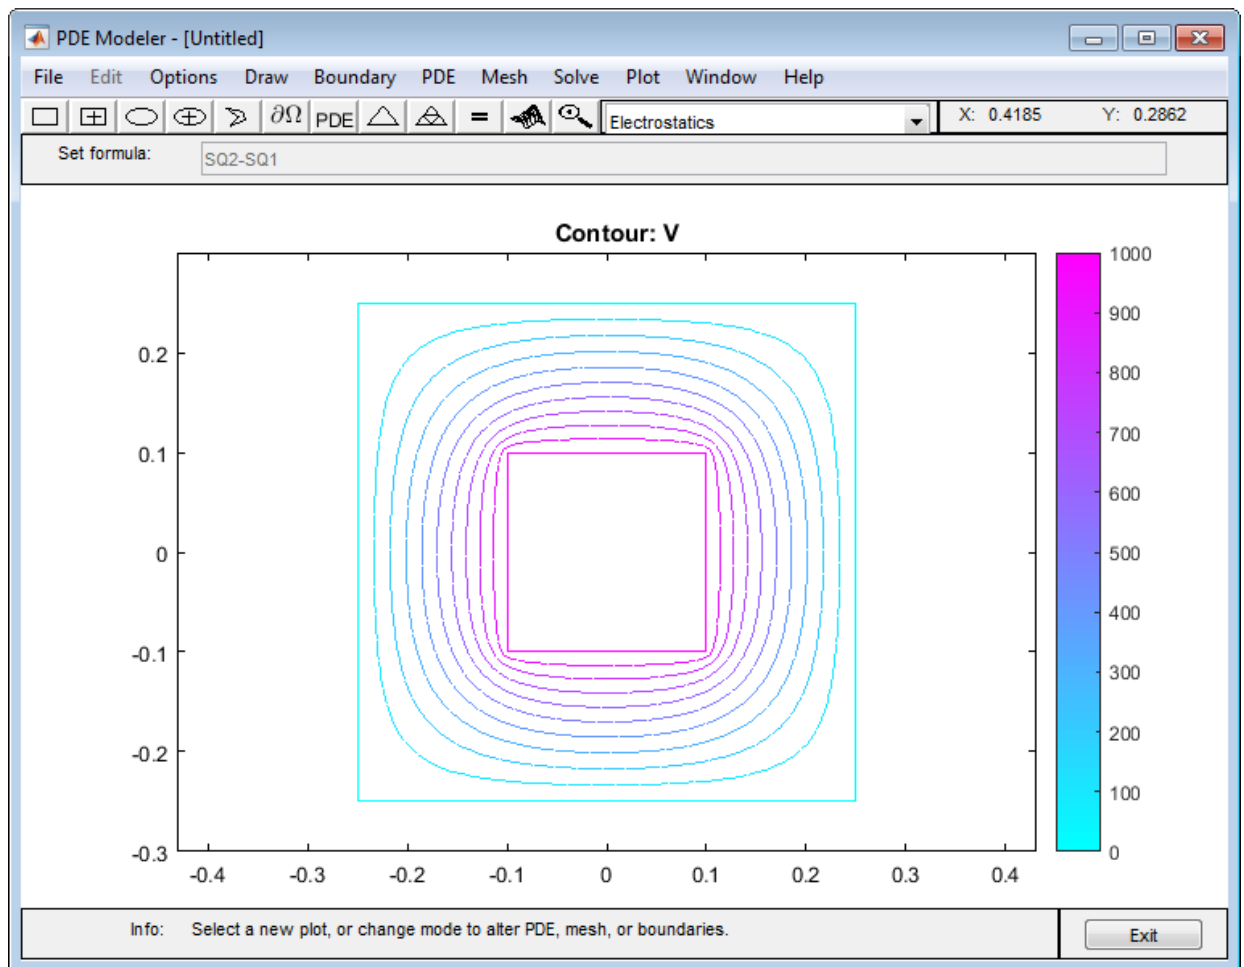 PDE Modeler - [Untitled]
File Edit Options Draw Boundary PDE Mesh Solve Plot Window Help
∂Ω PDE = Electrostatics X: 0.4185 Y: 0.2862
Set formula: SQ2-SQ1
Contour: V
0.2
0.1
0
-0.1
-0.2
-0.3
-0.4 -0.3 -0.2 -0.1 0 0.1 0.2 0.3 0.4
1000
900
800
700
600
500
400
300
200
100
0
Info: Select a new plot, or change mode to alter PDE, mesh, or boundaries.
Exit